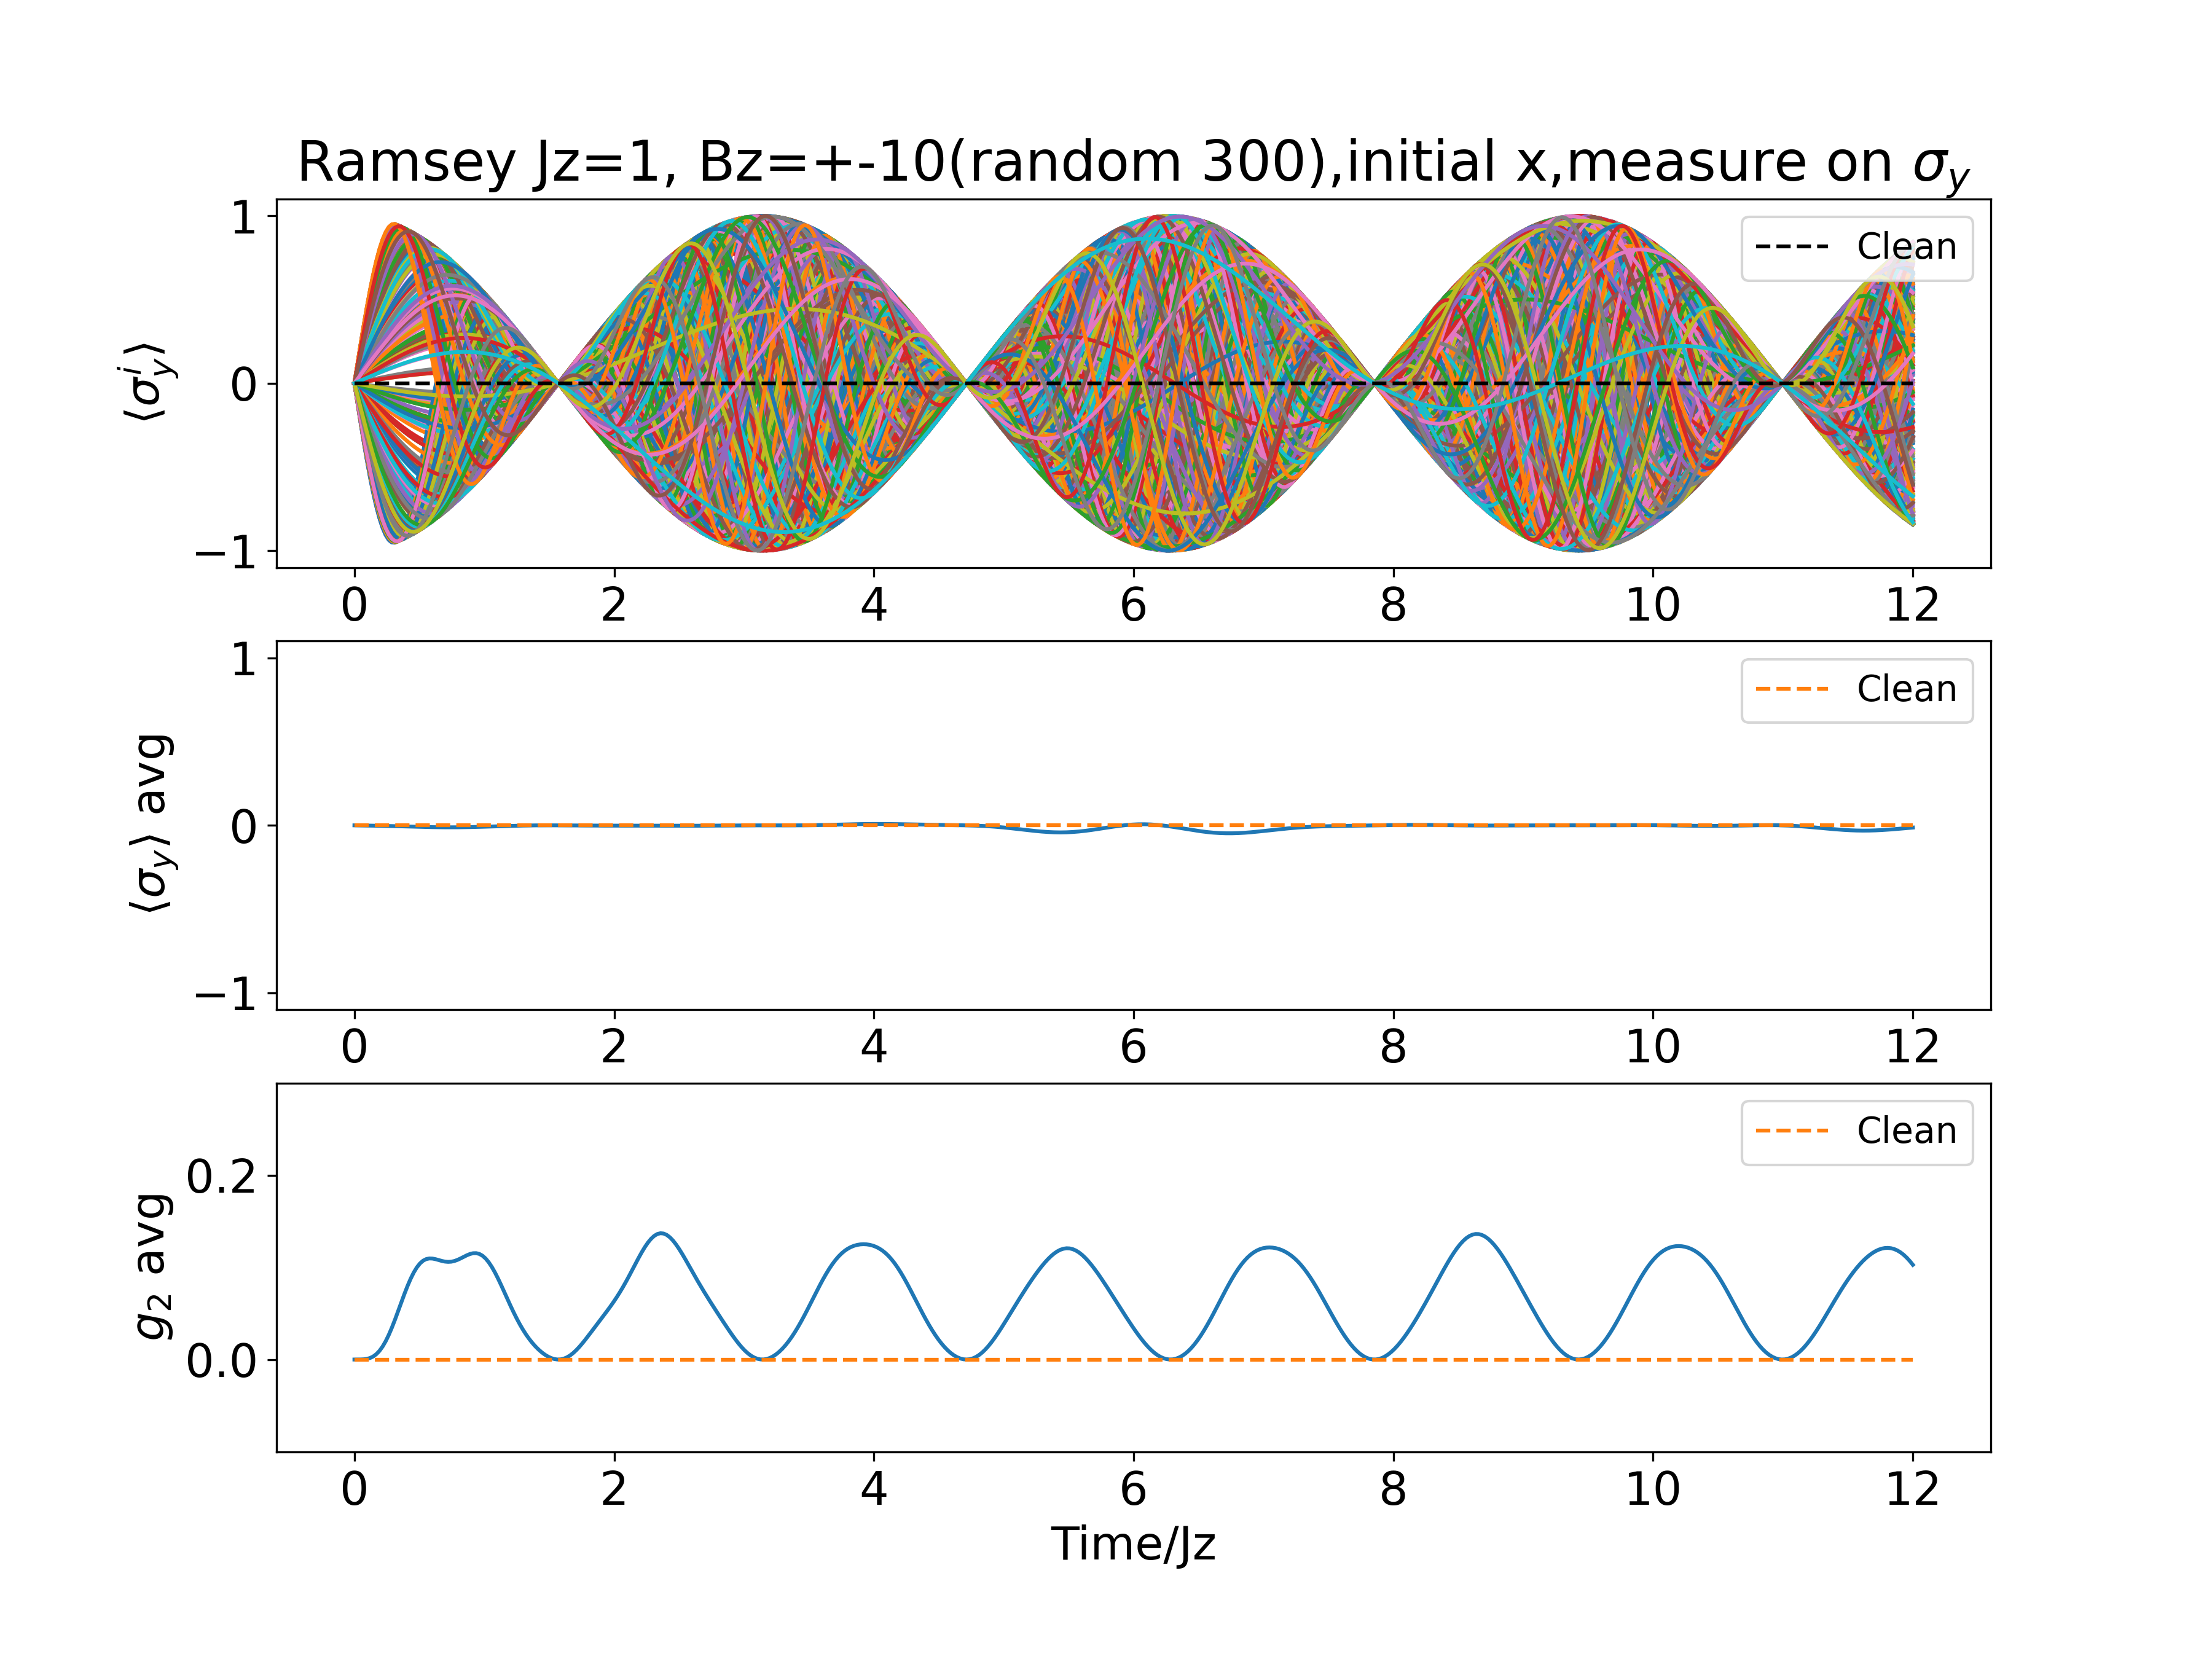 Ramsey Jz=1, Bz=+-10(random 300),initial x,measure on σy
1
0
−1
⟨σyⁱ⟩
Clean
0 2 4 6 8 10 12
1
0
−1
⟨σy⟩ avg
Clean
0 2 4 6 8 10 12
0.2
0.0
g₂ avg
Clean
0 2 4 6 8 10 12
Time/Jz